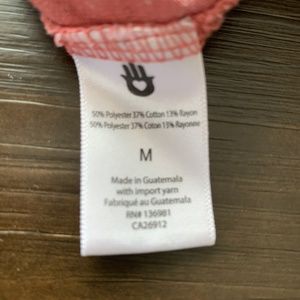 50% Polyester 37% Cotton 13% Rayon
50% Polyester 37% Coton 13% Rayonne
M
Made in Guatemala
with import yarn
Fabriqué au Guatemala
RN# 136981
CA26912